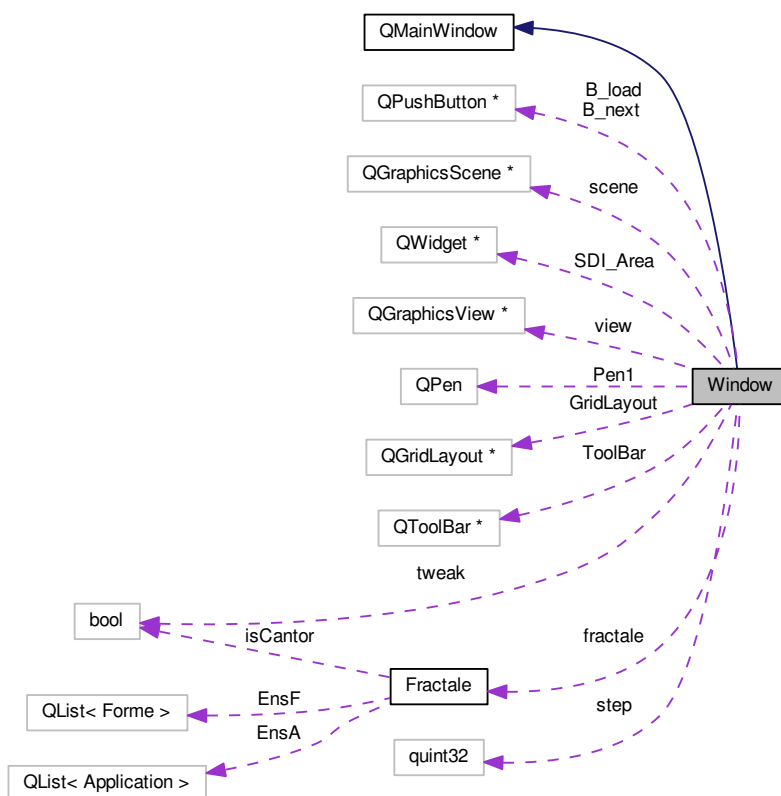 QMainWindow
QPushButton *
B_load
B_next
QGraphicsScene *
scene
QWidget *
SDI_Area
QGraphicsView *
view
QPen
Pen1
Window
GridLayout
QGridLayout *
ToolBar
QToolBar *
tweak
bool
isCantor
fractale
Fractale
EnsF
QList< Forme >
step
EnsA
quint32
QList< Application >